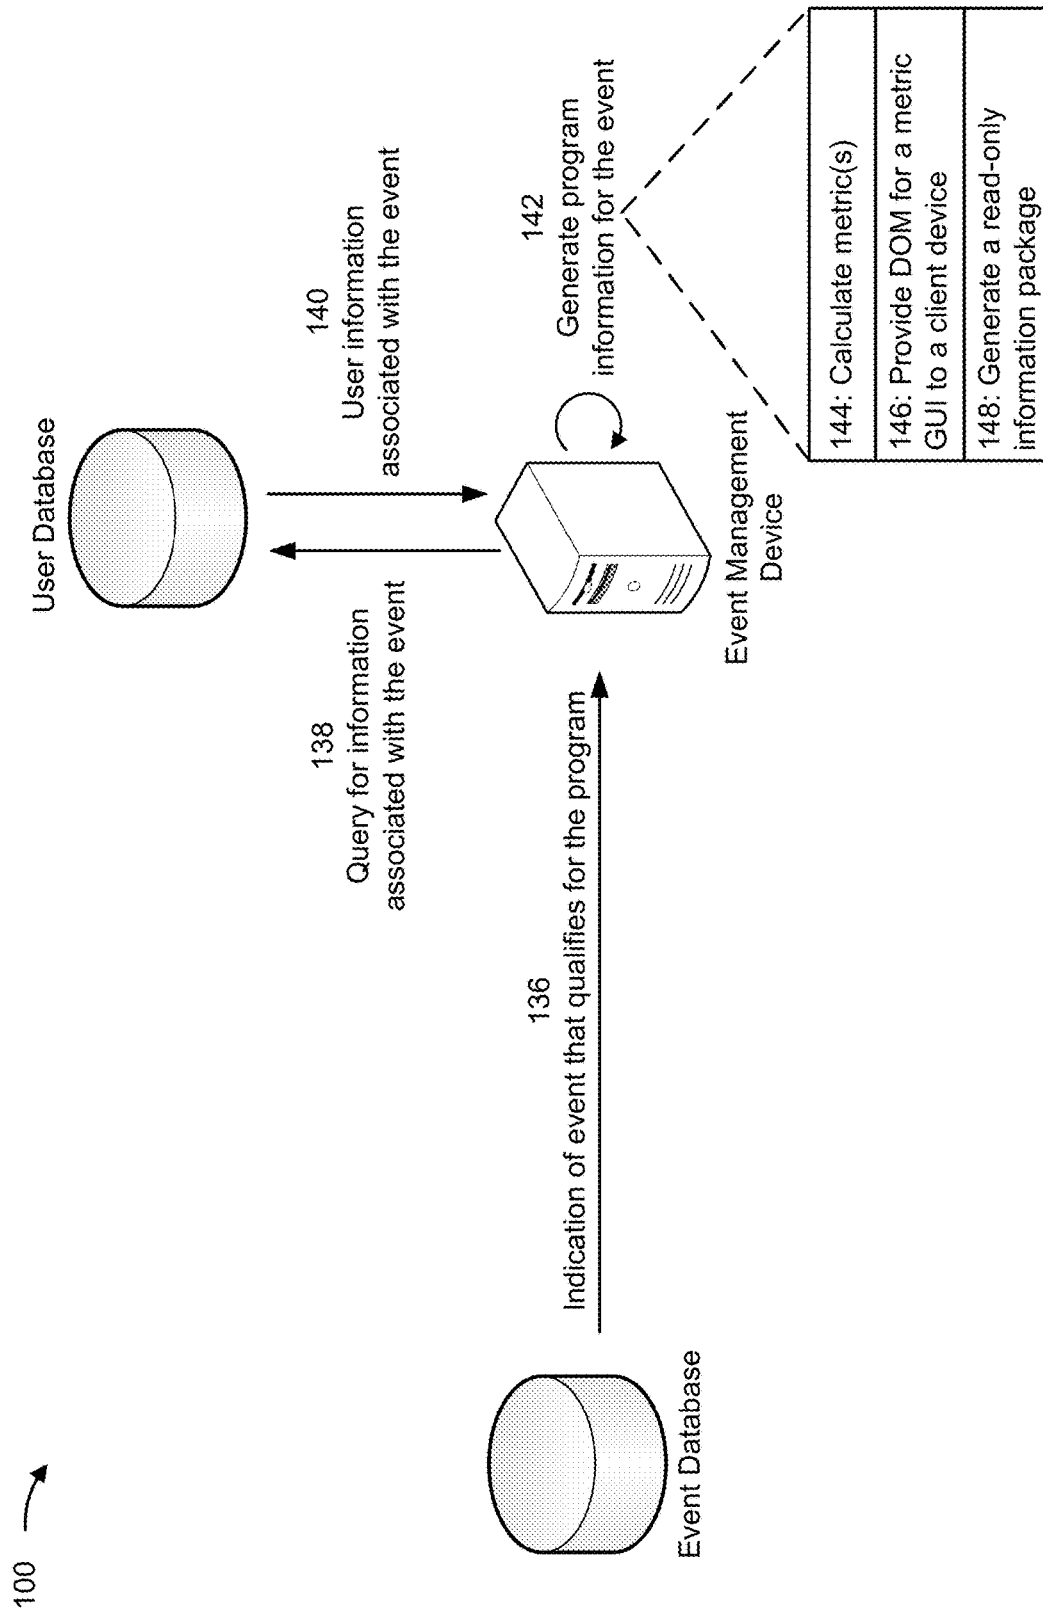 100
User Database
138
Query for information
associated with the event
140
User information
associated with the event
136
Indication of event that qualifies for the program
142
Generate program
information for the event
Event Database
Event Management
Device
144: Calculate metric(s)
146: Provide DOM for a metric
GUI to a client device
148: Generate a read-only
information package